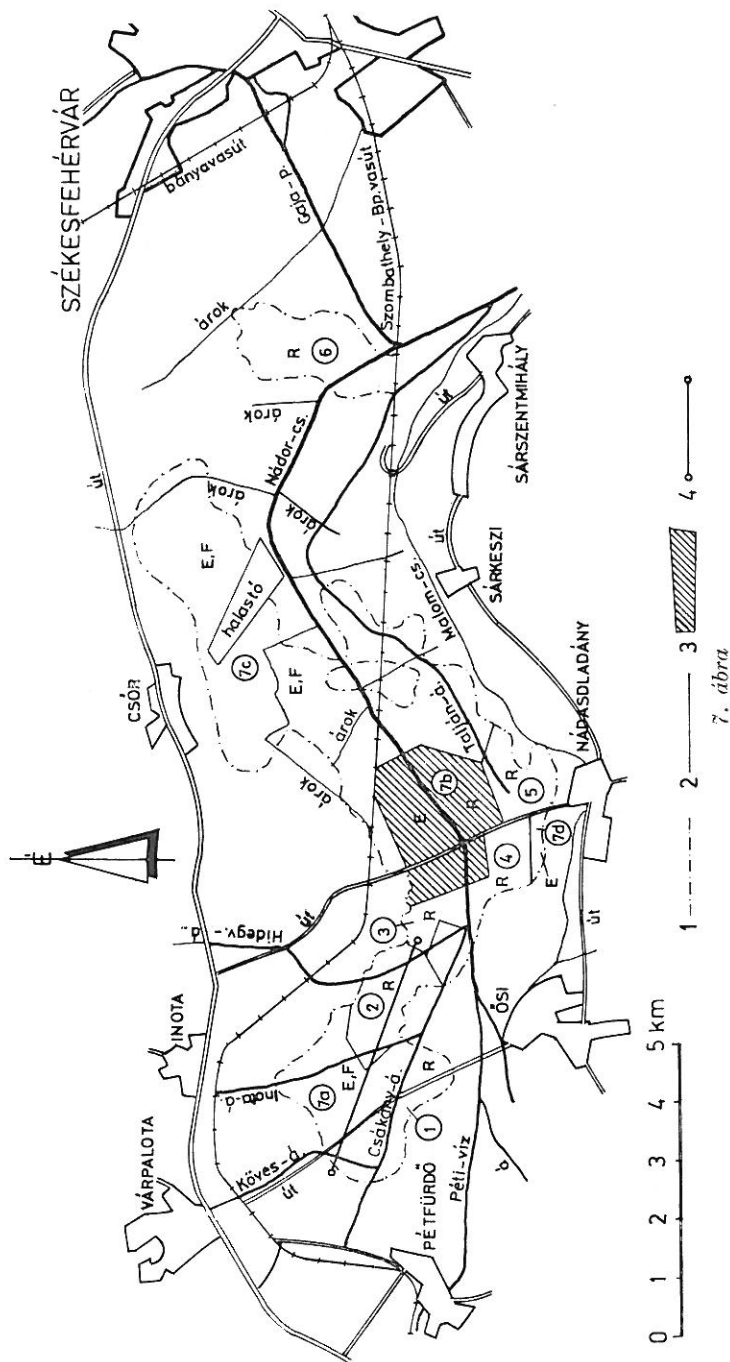 É
SZÉKESFEHÉRVÁR
bányavasút
Gaja-p.
Szombathely-Bp.vasút
árok
R
6
árok
út
Nádor-cs.
árok
árok
E,F
halastó
7c
CSÓR
E,F
árok
árok
út
SÁRSZENTMIHÁLY
SÁRKESZI
út
Malom-cs.
Taliján-á.
NÁDASDLADÁNY
7b
E
R
R
5
4
R
7d
E
út
Hidegv.-á.
út
3
R
2
R
INOTA
Inota-á.
7a
E,F
Csákány-á.
R
1
ŐSI
VÁRPALOTA
Köves-á.
út
PÉTFÜRDŐ
Péti-víz
0 1 2 3 4 5 km
1 2 3 4
7. ábra